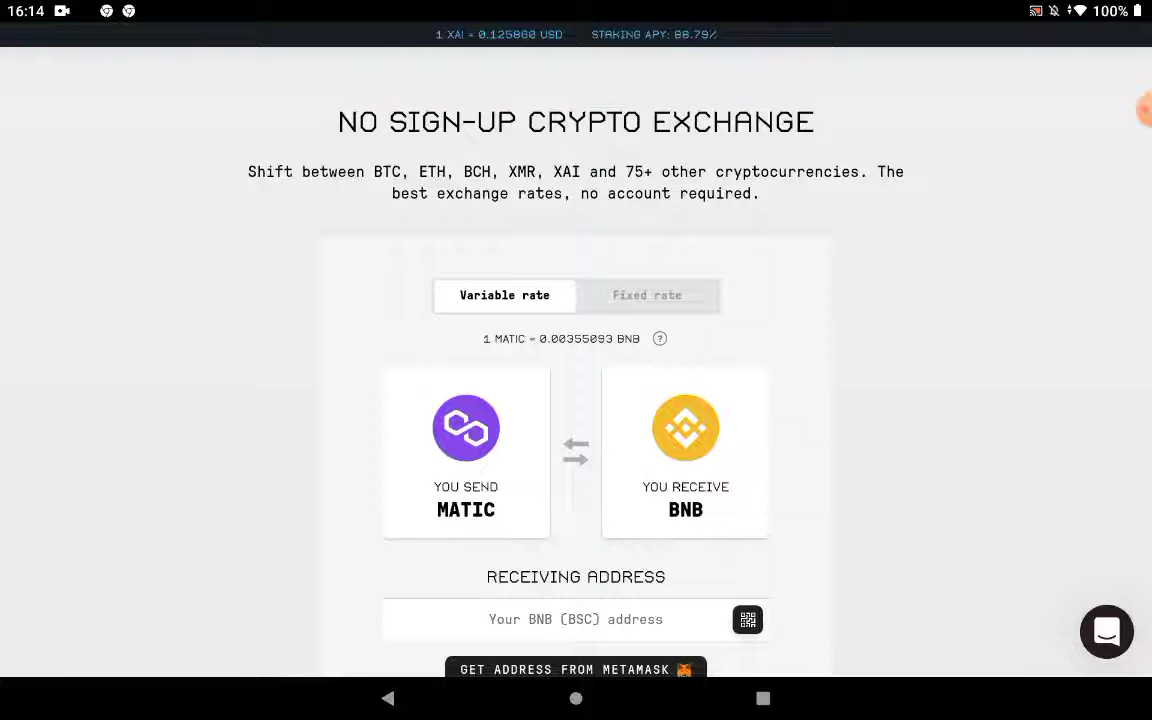 16:14
100%
1 XAI = 0.125860 USD STAKING APY: 88.79%
NO SIGN-UP CRYPTO EXCHANGE
Shift between BTC, ETH, BCH, XMR, XAI and 75+ other cryptocurrencies. The
best exchange rates, no account required.
Variable rate Fixed rate
1 MATIC = 0.00355093 BNB ?
YOU SEND
MATIC
YOU RECEIVE
BNB
RECEIVING ADDRESS
Your BNB (BSC) address
GET ADDRESS FROM METAMASK